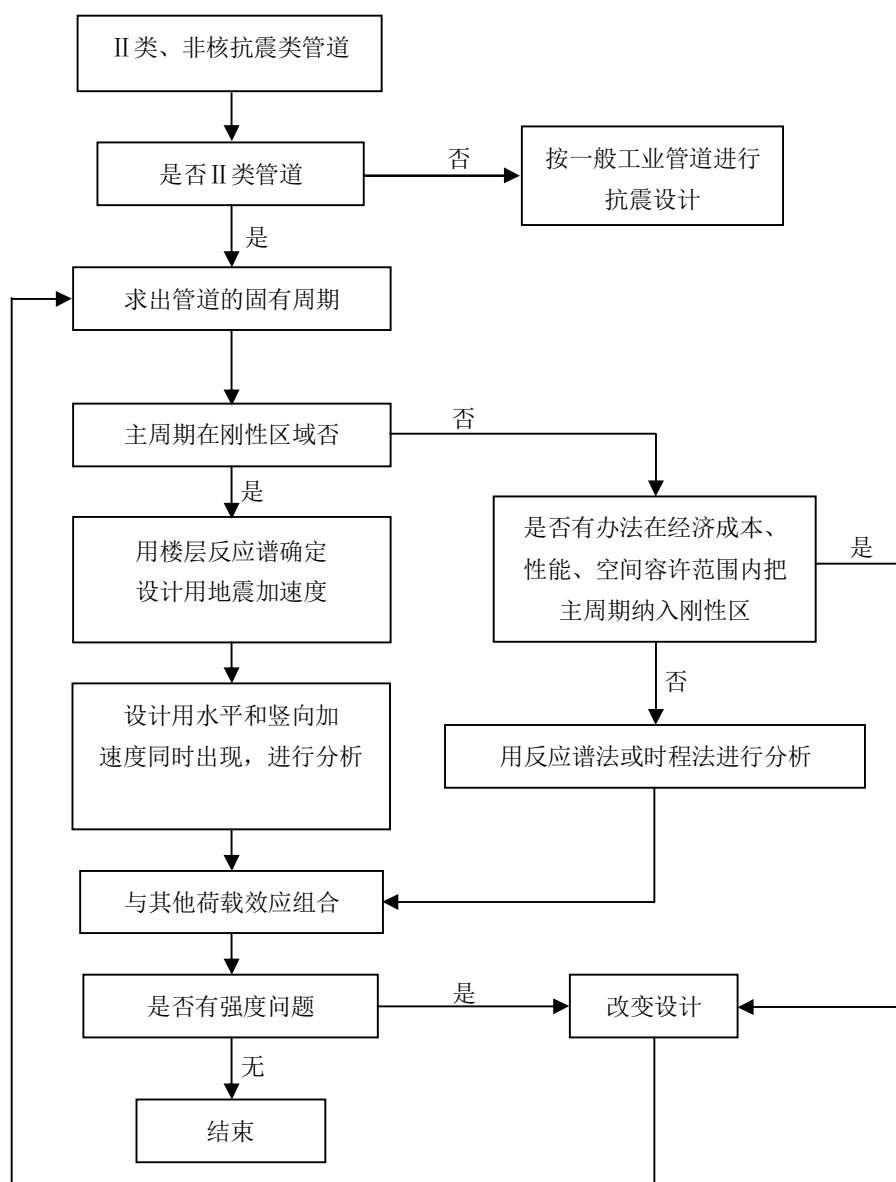 Ⅱ类、非核抗震类管道
是否Ⅱ类管道
否
按一般工业管道进行
抗震设计
是
求出管道的固有周期
主周期在刚性区域否
否
是
用楼层反应谱确定
设计用地震加速度
是否有办法在经济成本、
性能、空间容许范围内把
主周期纳入刚性区
是
否
设计用水平和竖向加
速度同时出现，进行分析
用反应谱法或时程法进行分析
与其他荷载效应组合
是否有强度问题
是
改变设计
无
结束